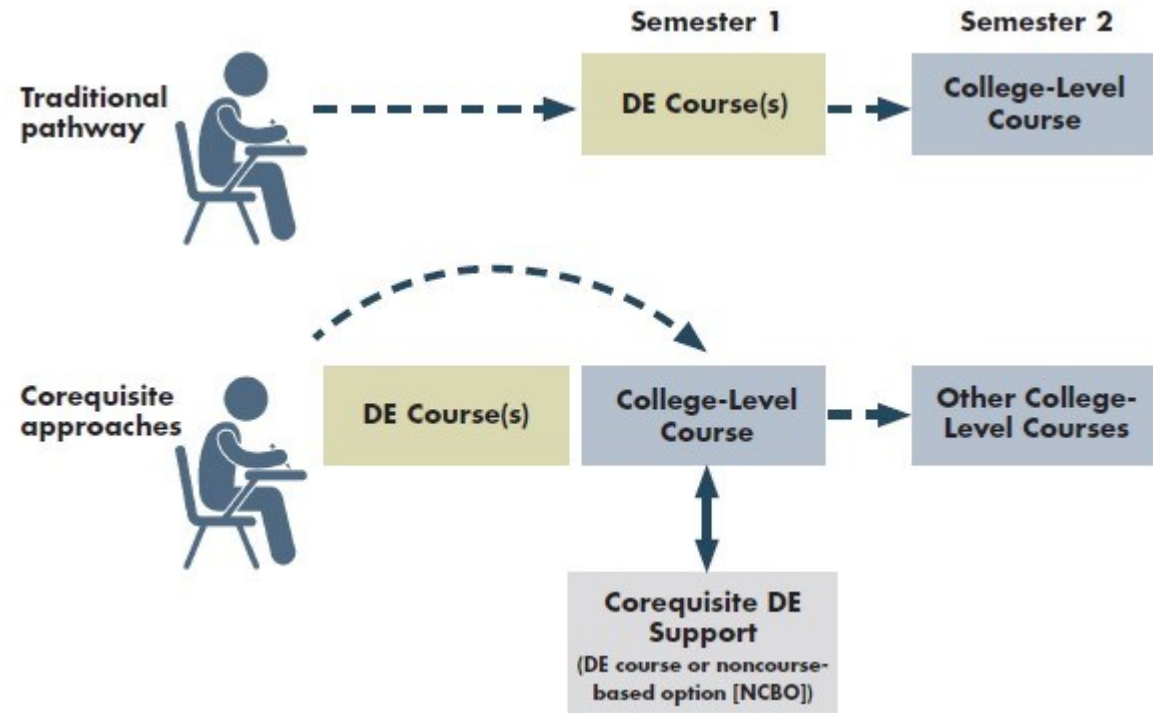 Semester 1
Semester 2
Traditional
pathway
DE Course(s)
College-Level
Course
Corequisite
approaches
DE Course(s)
College-Level
Course
Other College-
Level Courses
Corequisite DE
Support
(DE course or noncourse-
based option [NCBO])